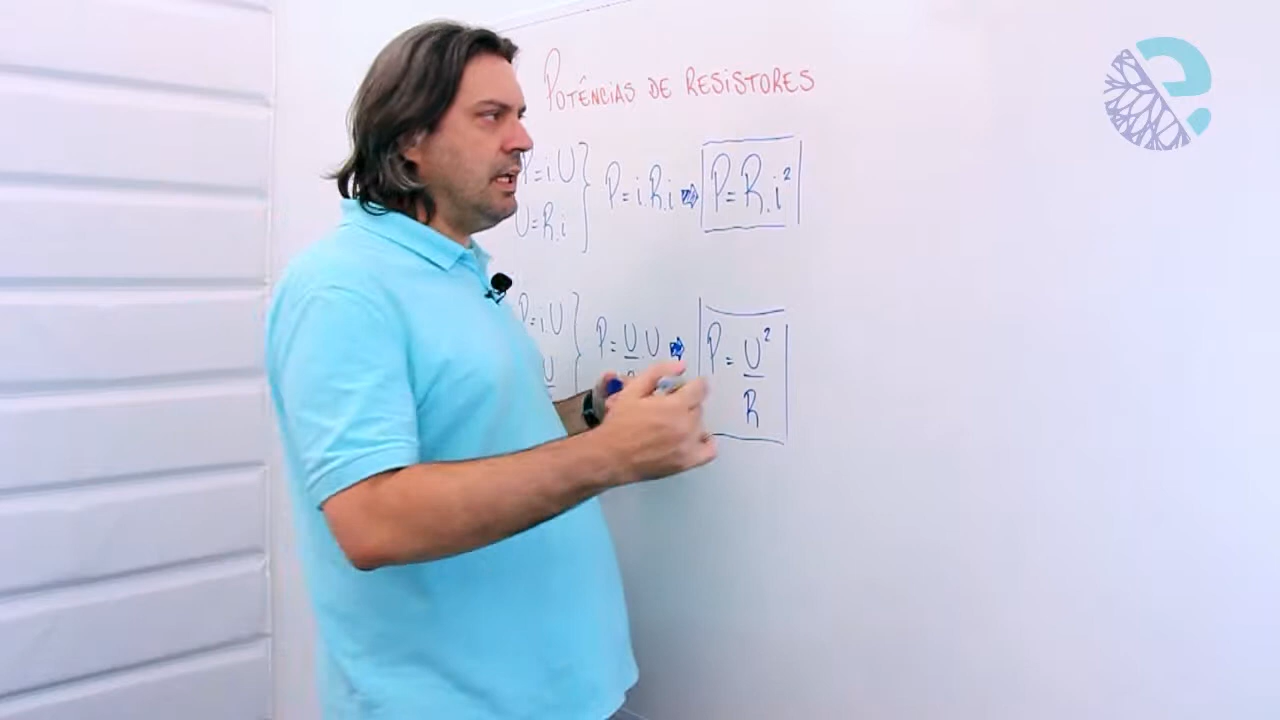 POTÊNCIAS DE RESISTORES
P=i.U } P=i.R.i ⇒ P=R.i²
U=R.i
P=i.U } P=U.U ⇒ P=U²
U R